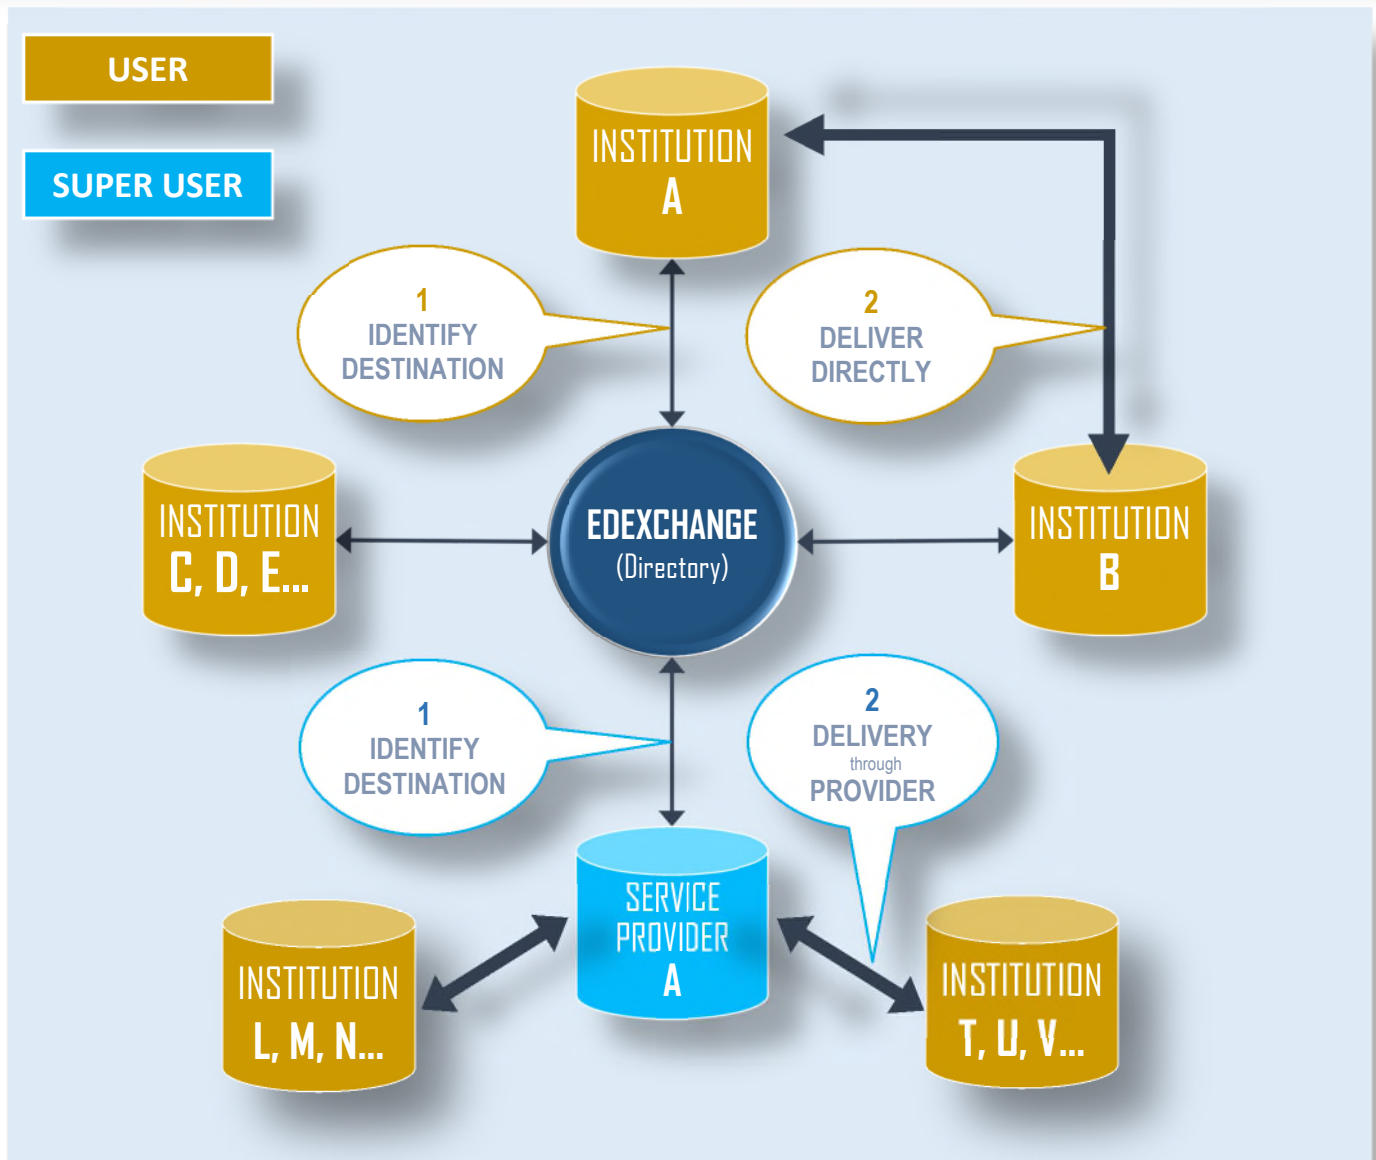 USER
SUPER USER
INSTITUTION
A
1
IDENTIFY
DESTINATION
2
DELIVER
DIRECTLY
INSTITUTION
C, D, E...
EDEXCHANGE
(Directory)
INSTITUTION
B
1
IDENTIFY
DESTINATION
2
DELIVERY
through
PROVIDER
SERVICE
PROVIDER
A
INSTITUTION
L, M, N...
INSTITUTION
T, U, V...